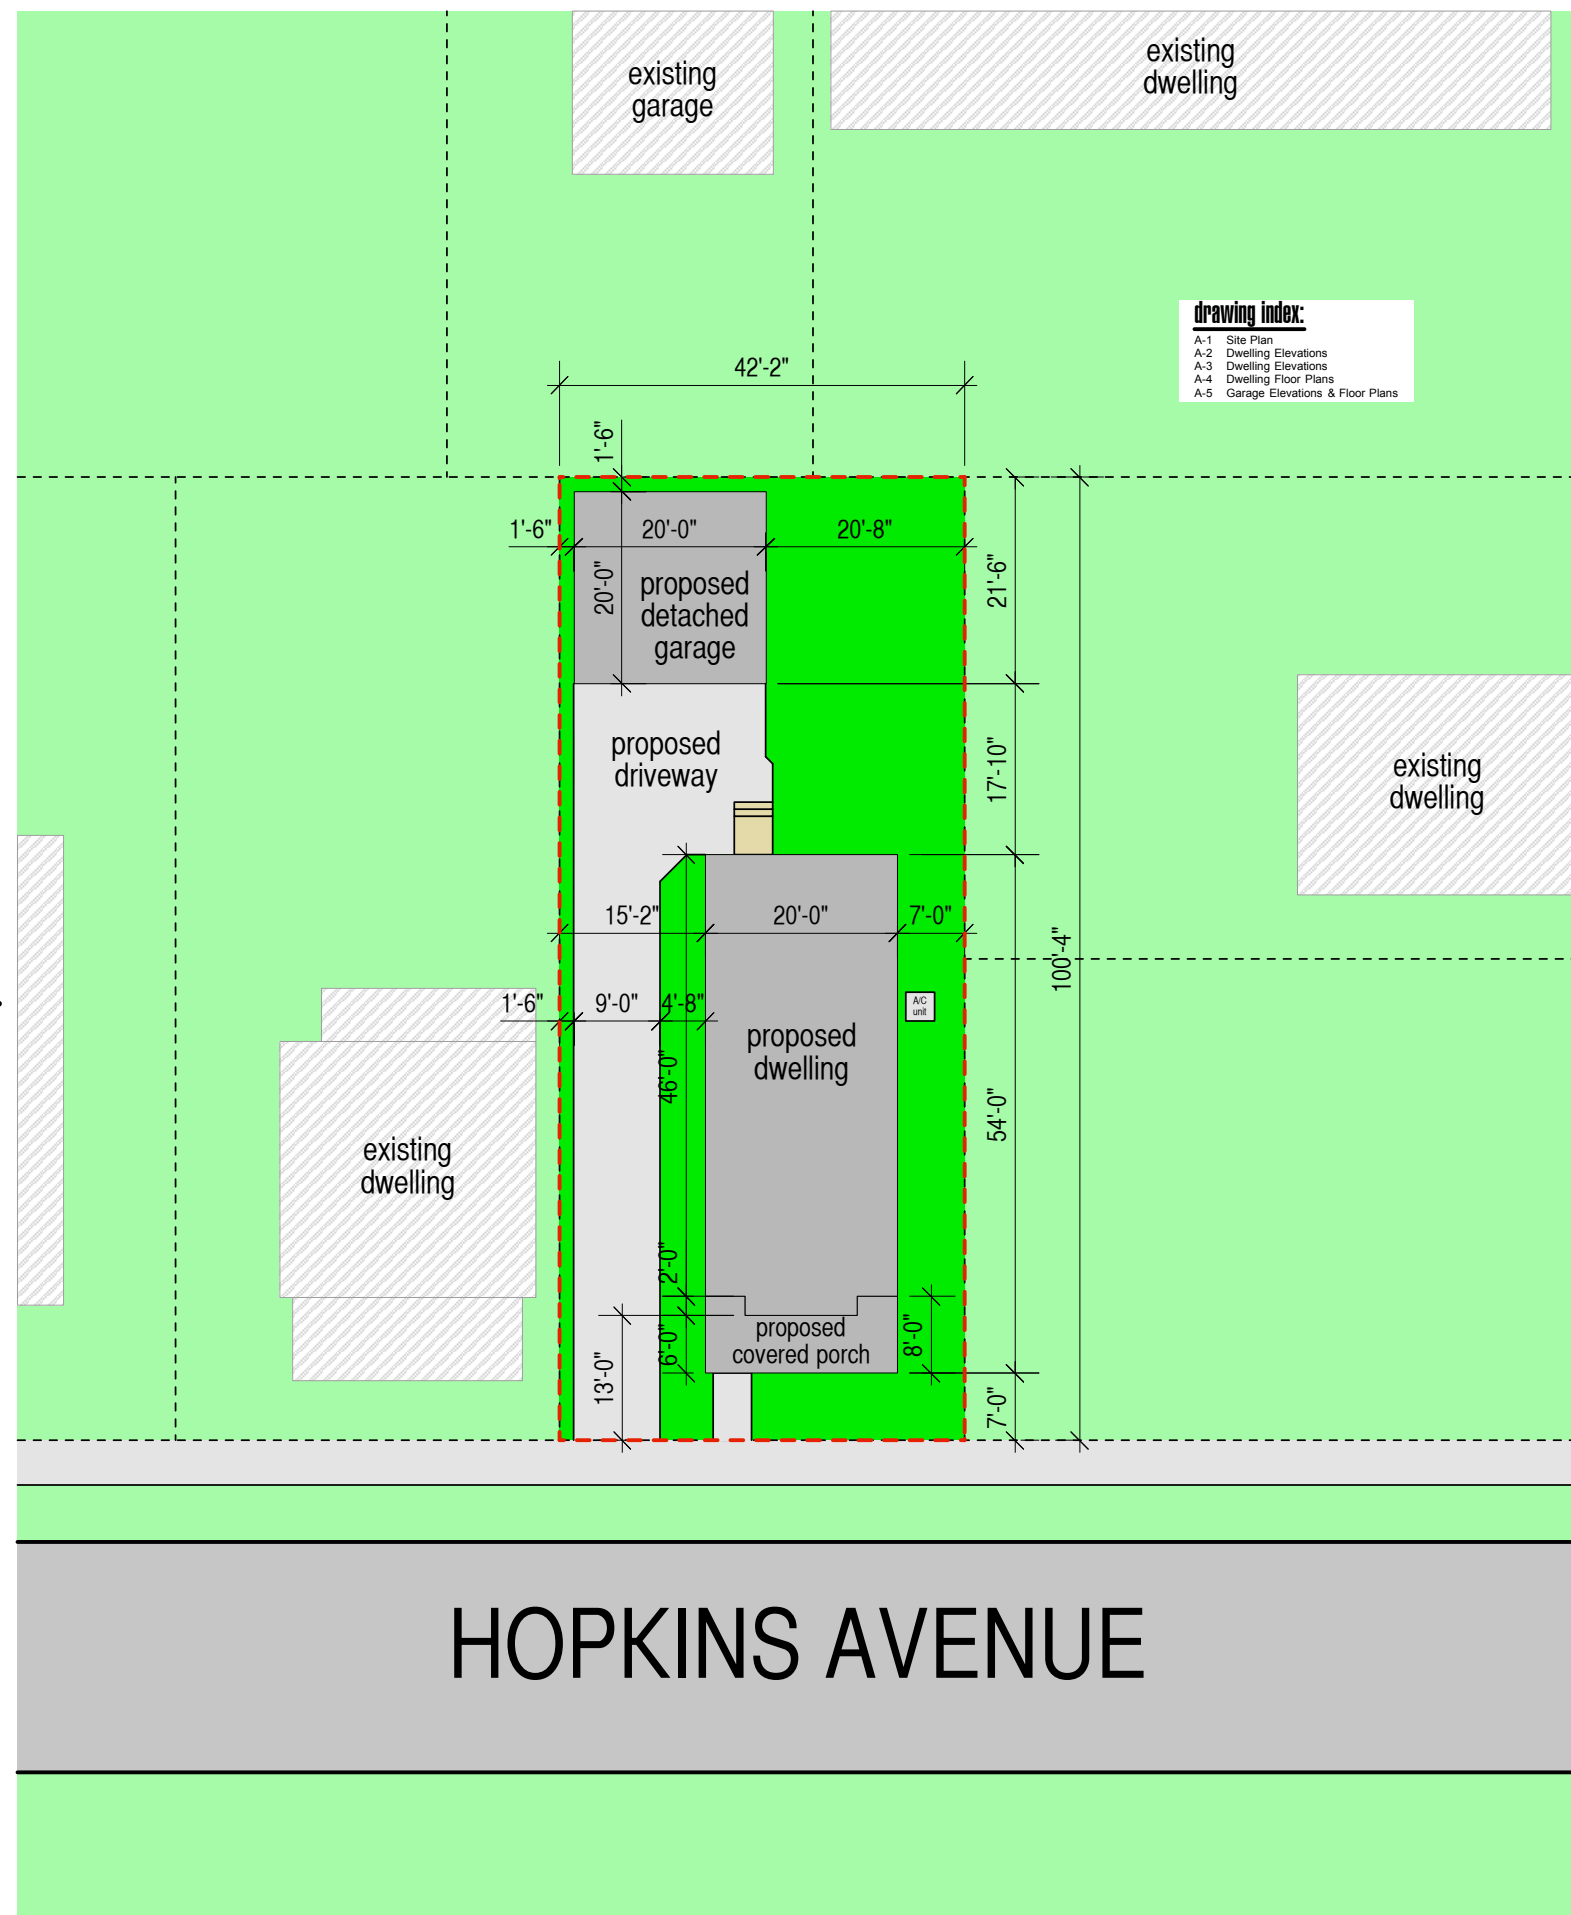 existing
garage
existing
dwelling
drawing index:
A-1 Site Plan
A-2 Dwelling Elevations
A-3 Dwelling Elevations
A-4 Dwelling Floor Plans
A-5 Garage Elevations & Floor Plans
42'-2"
1'-6"
1'-6"
20'-0"
20'-8"
20'-0"
proposed
detached
garage
21'-6"
proposed
driveway
17'-10"
existing
dwelling
15'-2"
20'-0"
7'-0"
100'-4"
1'-6"
9'-0"
4'-8"
A/C
unit
proposed
dwelling
46'-0"
54'-0"
existing
dwelling
2'-0"
proposed
covered porch
6'-0"
8'-0"
13'-0"
7'-0"
HOPKINS AVENUE